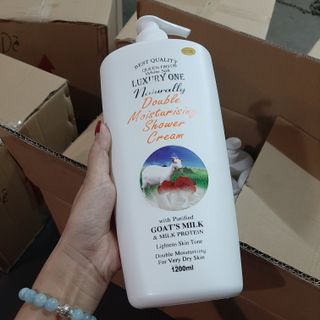 BEST QUALITY
LUXURY ONE
Naturally
Double
Moisturising
Shower
Cream
with Purified
GOAT'S MILK
& MILK PROTEIN
Lightens Skin Tone
Double Moisturising
For Very Dry Skin
1200ml